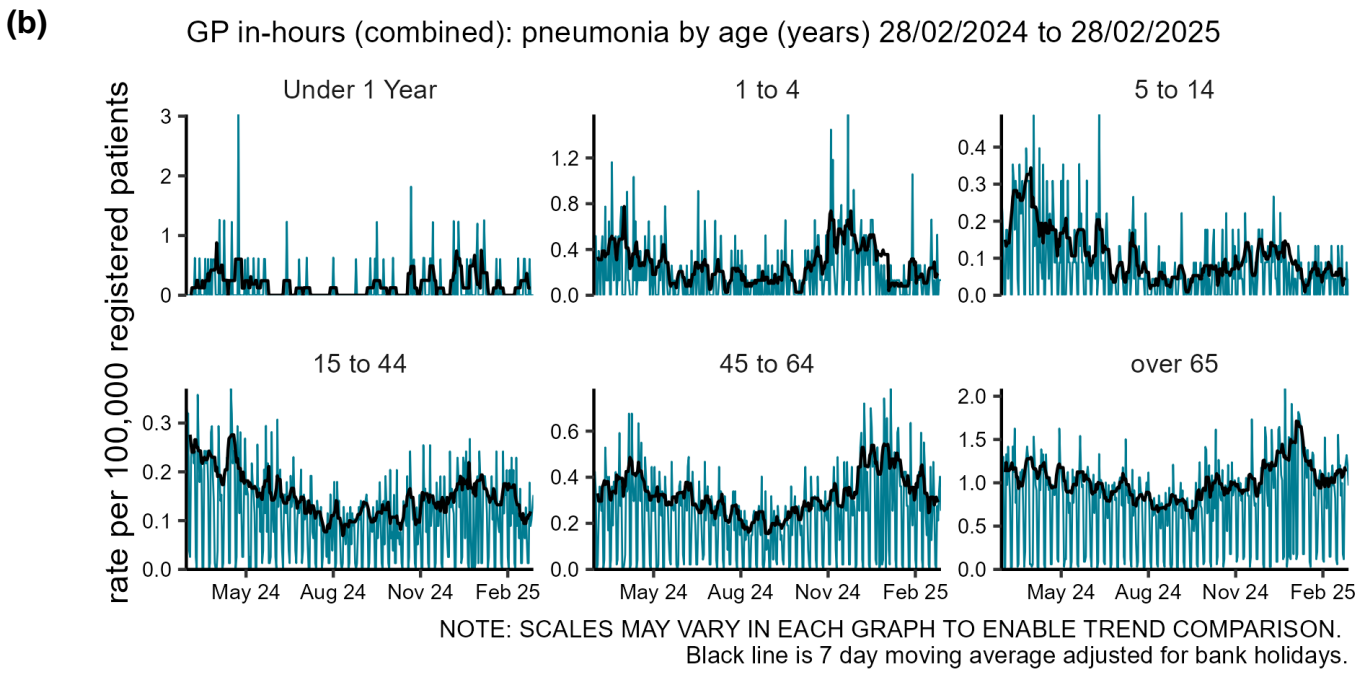 (b)
GP in-hours (combined): pneumonia by age (years) 28/02/2024 to 28/02/2025
rate per 100,000 registered patients
Under 1 Year
3
2
1
0
1 to 4
1.2
0.8
0.4
0.0
5 to 14
0.4
0.3
0.2
0.1
0.0
15 to 44
0.3
0.2
0.1
0.0
May 24 Aug 24 Nov 24 Feb 25
45 to 64
0.6
0.4
0.2
0.0
May 24 Aug 24 Nov 24 Feb 25
over 65
2.0
1.5
1.0
0.5
0.0
May 24 Aug 24 Nov 24 Feb 25
NOTE: SCALES MAY VARY IN EACH GRAPH TO ENABLE TREND COMPARISON.
Black line is 7 day moving average adjusted for bank holidays.